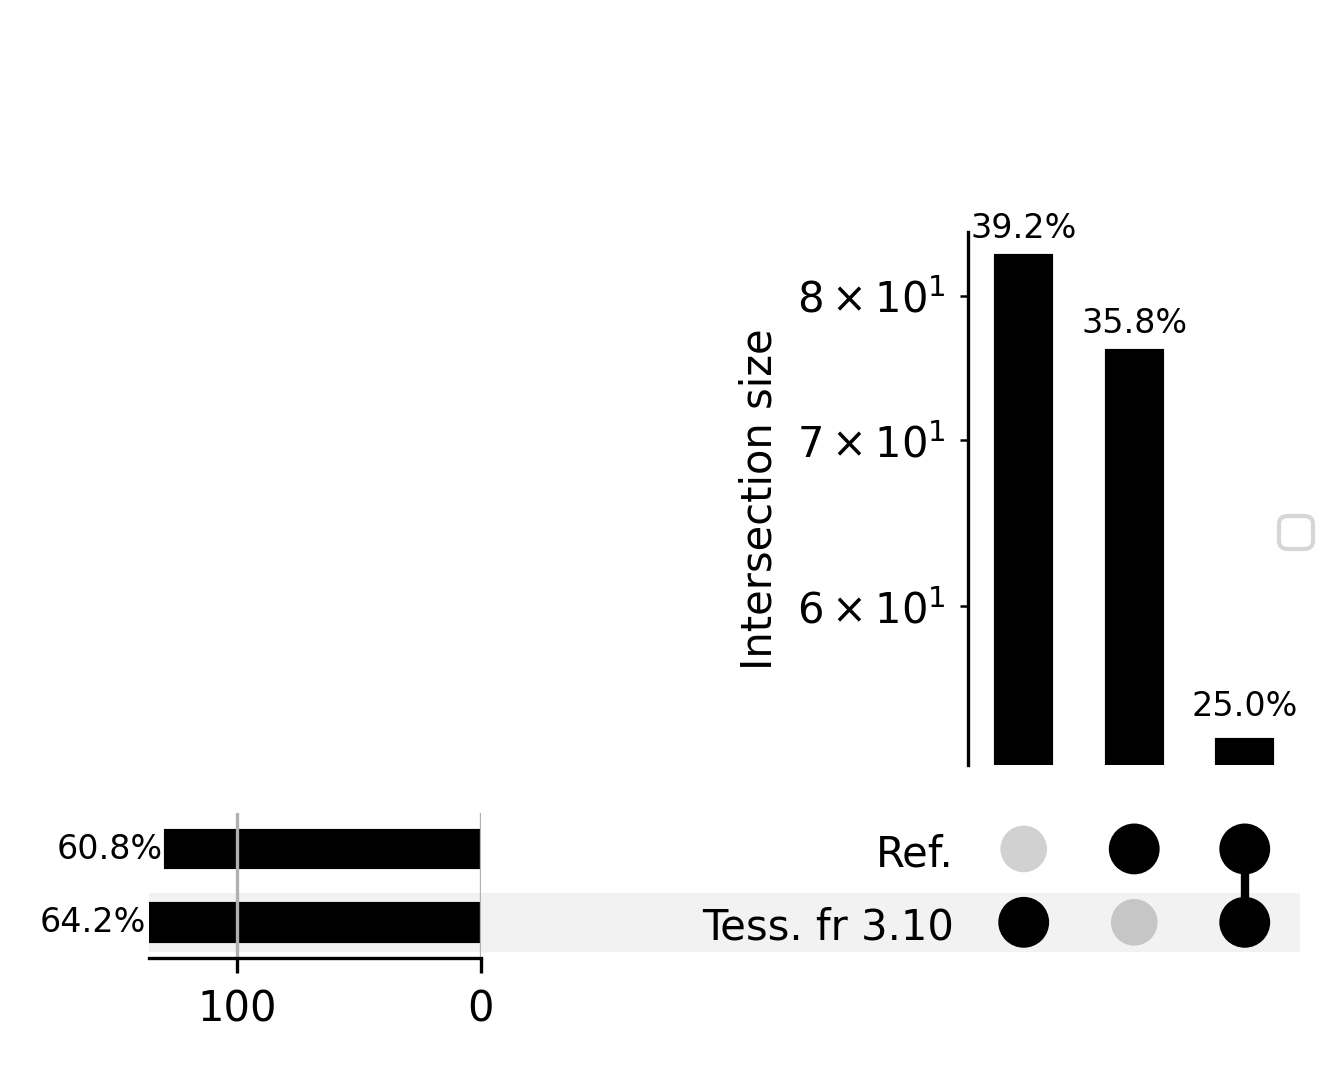 39.2%
8 × 10¹
35.8%
7 × 10¹
Intersection size
6 × 10¹
25.0%
60.8%
Ref.
64.2%
Tess. fr 3.10
100 0